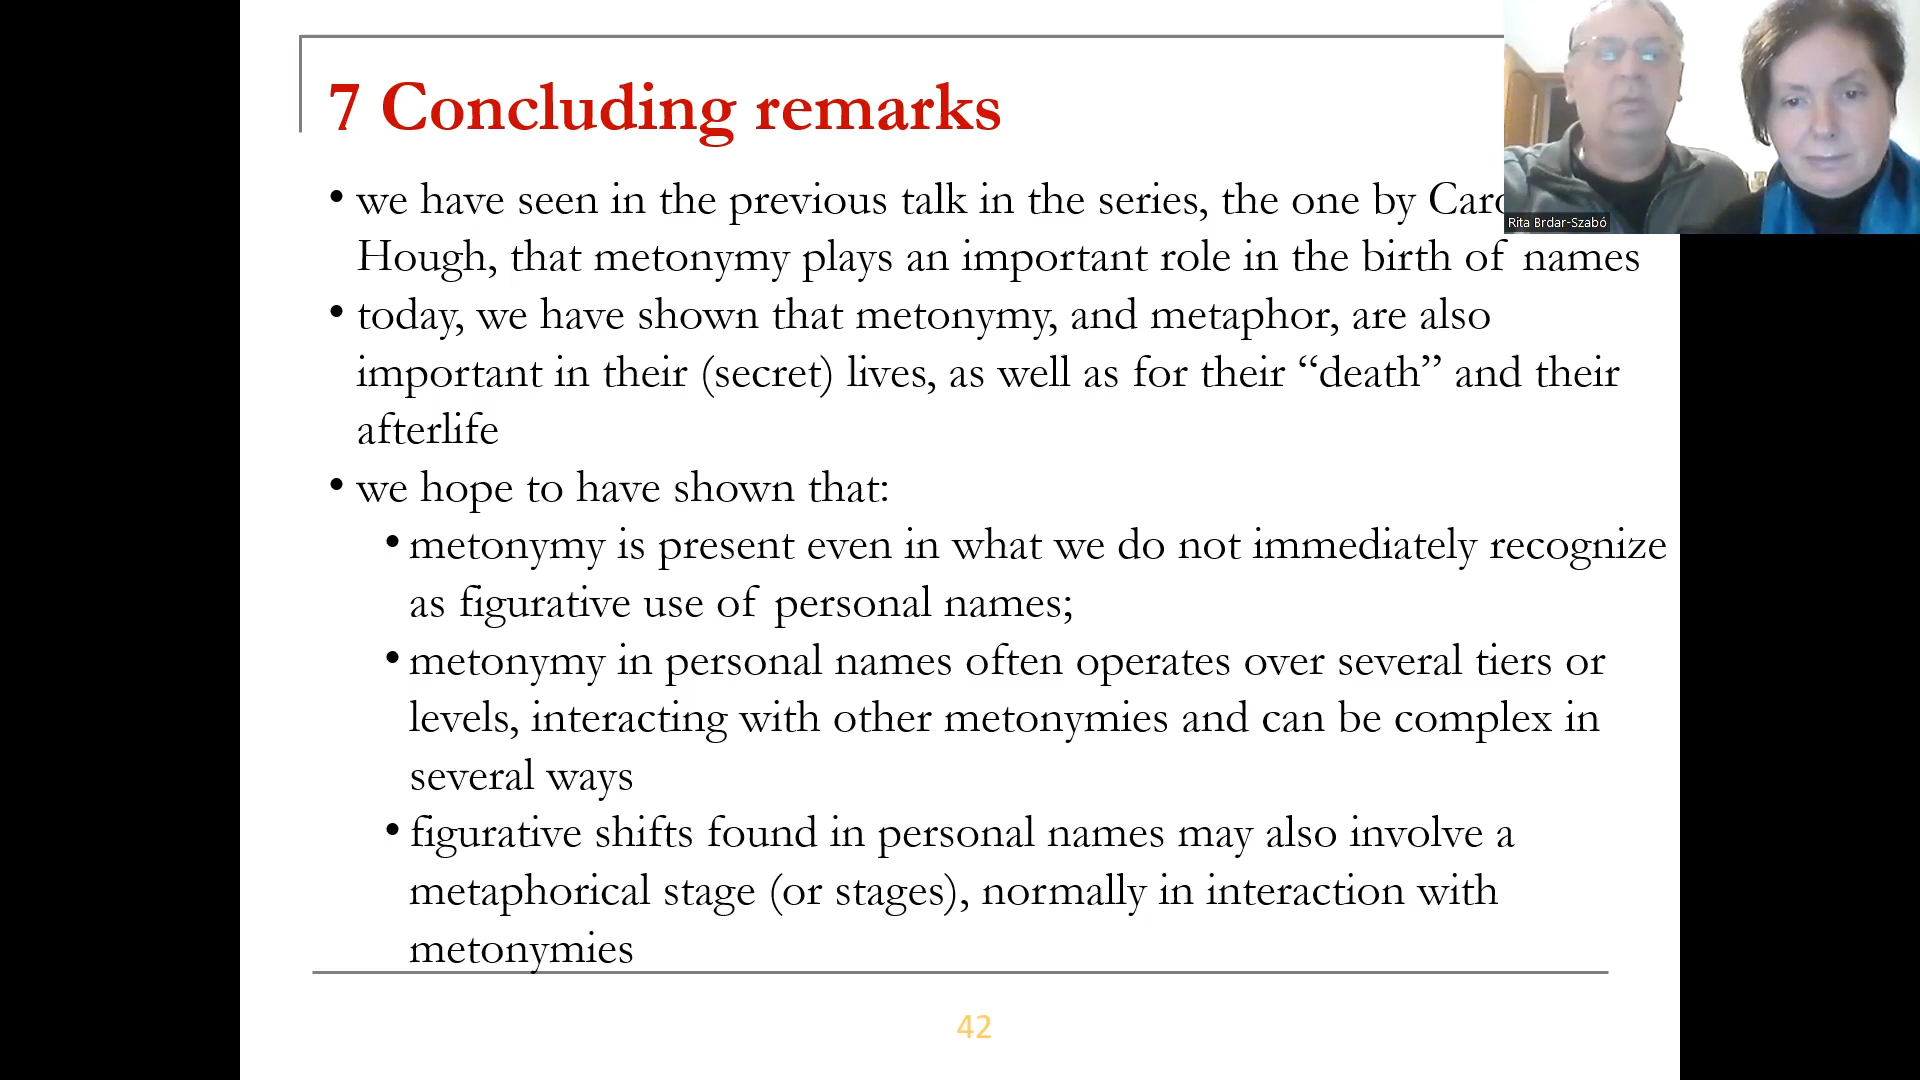 7 Concluding remarks
• we have seen in the previous talk in the series, the one by
Hough, that metonymy plays an important role in the birth of names
• today, we have shown that metonymy, and metaphor, are also
important in their (secret) lives, as well as for their “death” and their
afterlife
• we hope to have shown that:
• metonymy is present even in what we do not immediately recognize
as figurative use of personal names;
• metonymy in personal names often operates over several tiers or
levels, interacting with other metonymies and can be complex in
several ways
• figurative shifts found in personal names may also involve a
metaphorical stage (or stages), normally in interaction with
metonymies
42
Rita Brdar-Szabó